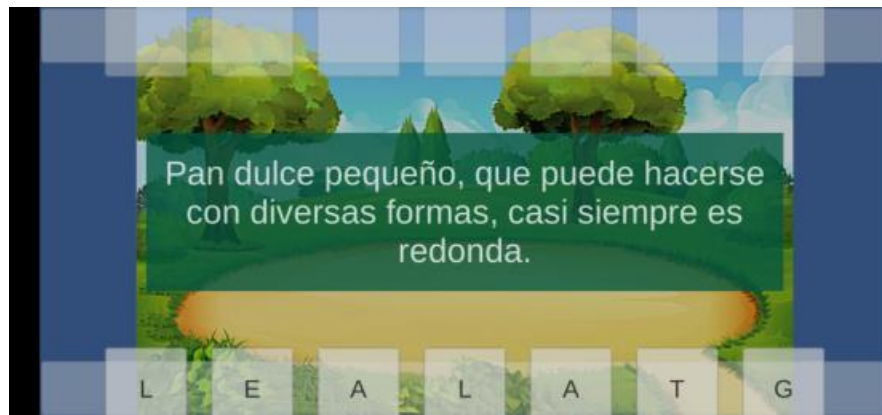 Pan dulce pequeño, que puede hacerse
con diversas formas, casi siempre es
redonda.
L E A L A T G